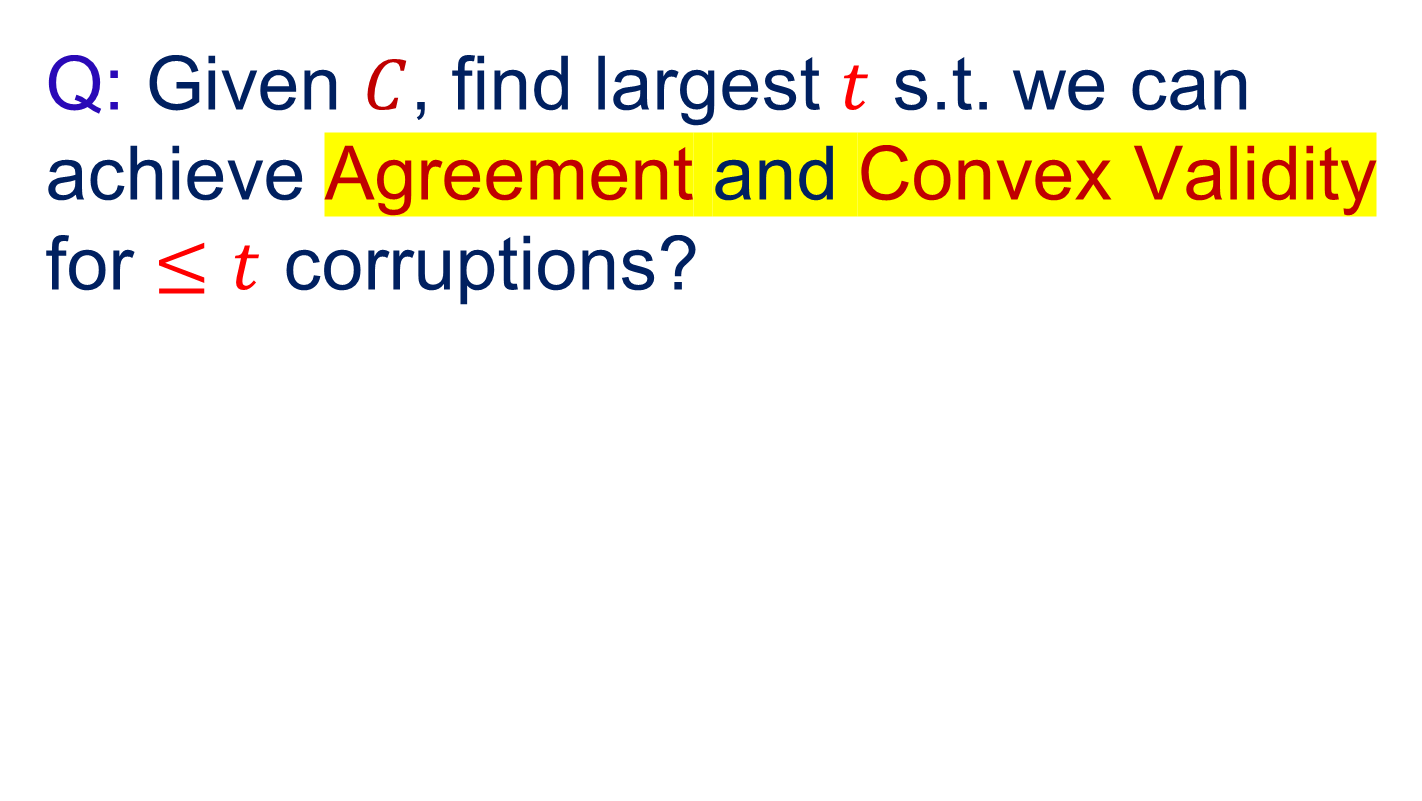 Q: Given 𝐶, find largest 𝑡 s.t. we can
achieve Agreement and Convex Validity
for ≤ 𝑡 corruptions?